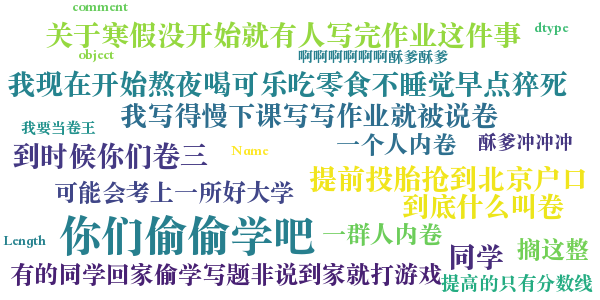 comment
关于寒假没开始就有人写完作业这件事
dtype
object
啊啊啊啊啊啊酥爹酥爹
我现在开始熬夜喝可乐吃零食不睡觉早点猝死
我写得慢下课写写作业就被说卷
我要当卷王
一个人内卷
酥爹冲冲冲
到时候你们卷三
Name
提前投胎抢到北京户口
可能会考上一所好大学
到底什么叫卷
你们偷偷学吧
一群人内卷
Length
同学
搁这整
有的同学回家偷学写题非说到家就打游戏
提高的只有分数线